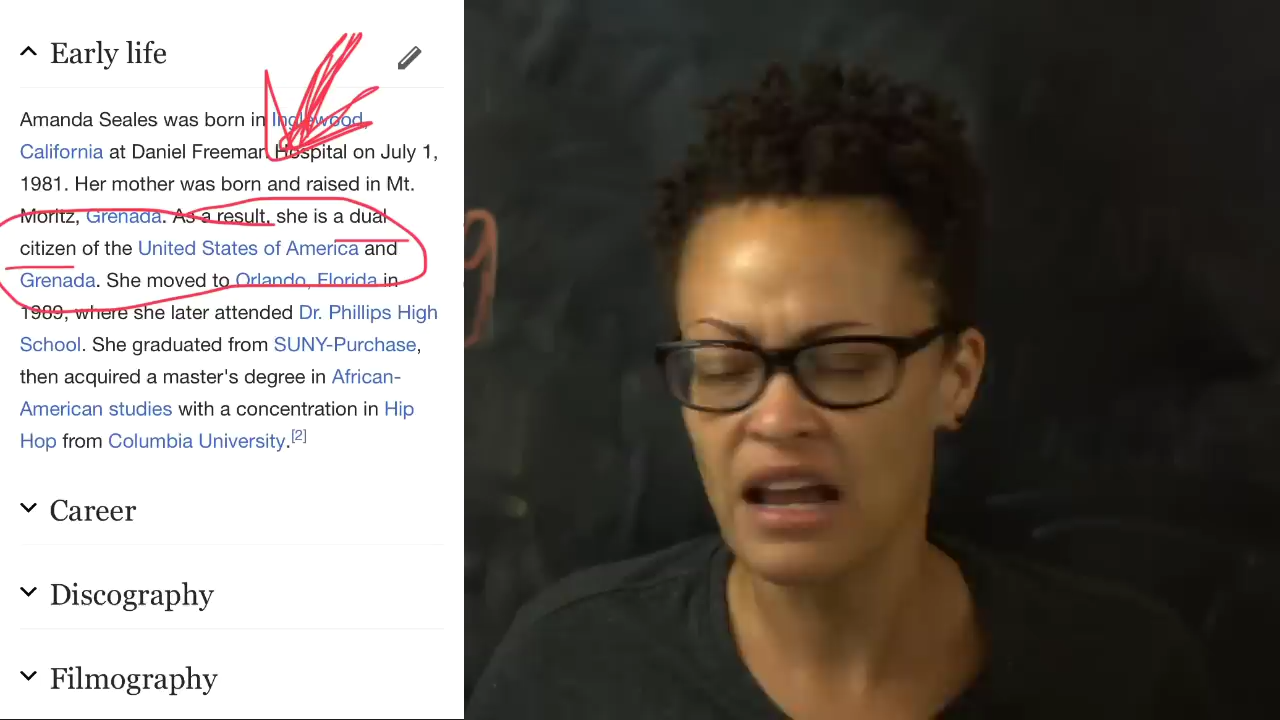 Early life
Amanda Seales was born in Inglewood,
California at Daniel Freeman Hospital on July 1,
1981. Her mother was born and raised in Mt.
Moritz, Grenada. As a result, she is a dual
citizen of the United States of America and
Grenada. She moved to Orlando, Florida in
1989, where she later attended Dr. Phillips High
School. She graduated from SUNY-Purchase,
then acquired a master's degree in African-
American studies with a concentration in Hip
Hop from Columbia University.[2]
Career
Discography
Filmography